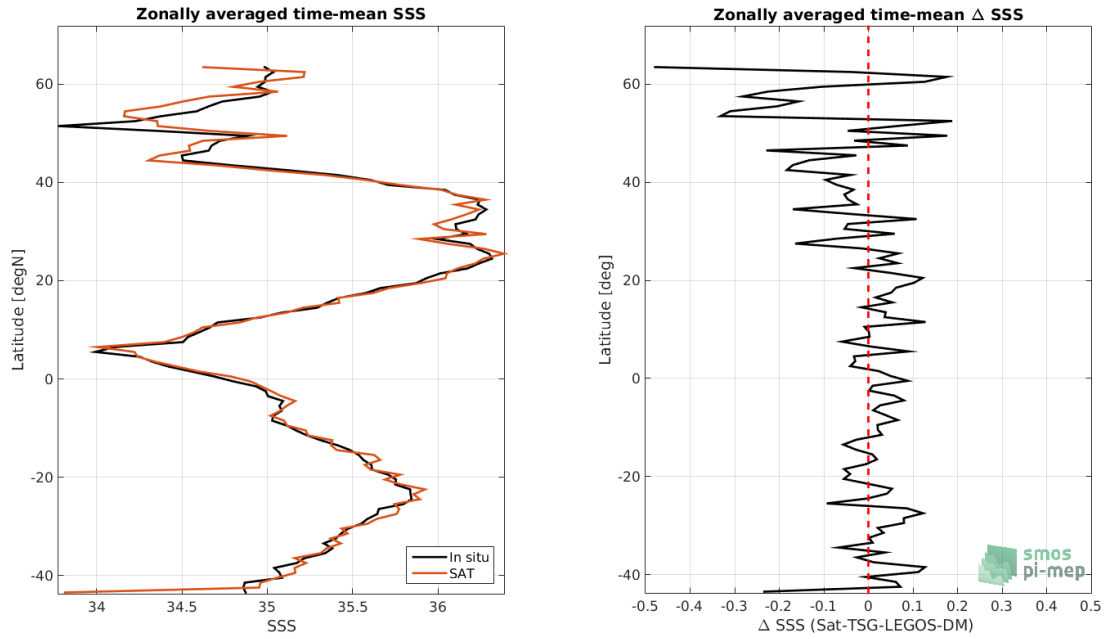 Zonally averaged time-mean SSS
Latitude [degN]
60
40
20
0
-20
-40
34
34.5
35
35.5
36
SSS
In situ
SAT
Zonally averaged time-mean Δ SSS
Latitude [deg]
60
40
20
0
-20
-40
-0.5
-0.4
-0.3
-0.2
-0.1
0
0.1
0.2
0.3
0.4
0.5
Δ SSS (Sat-TSG-LEGOS-DM)
smos
pi-mep